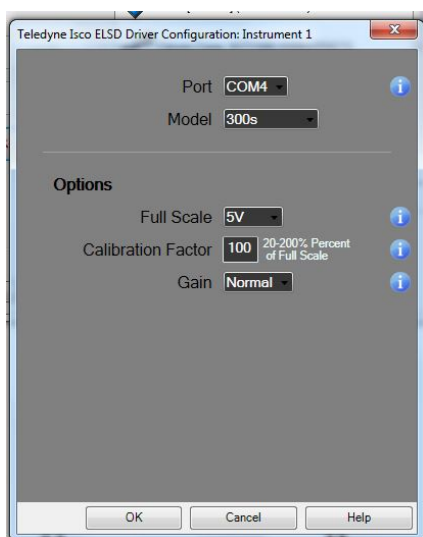 Teledyne Isco ELSD Driver Configuration: Instrument 1
Port COM4
Model 300s
Options
Full Scale 5V
Calibration Factor 100 20-200% Percent
of Full Scale
Gain Normal
OK Cancel Help